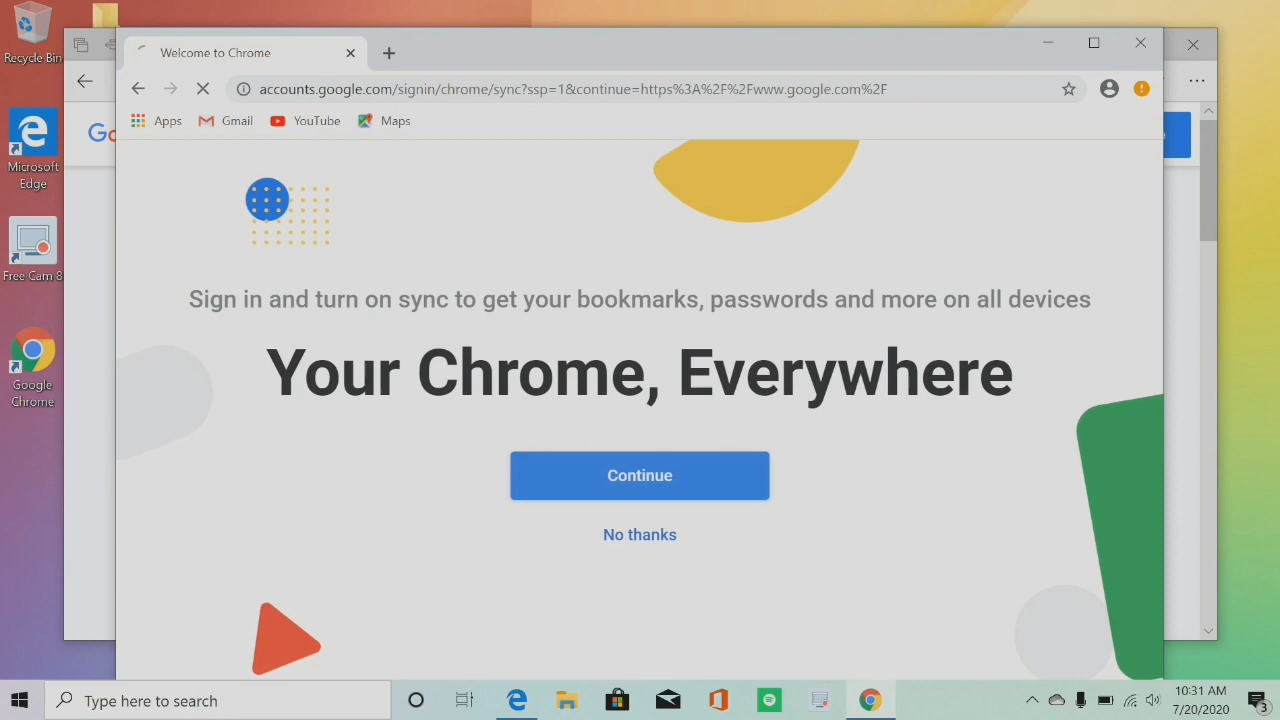 Recycle Bin
Microsoft
Edge
Free Cam 8
Google
Chrome
Go
Welcome to Chrome
accounts.google.com/signin/chrome/sync?ssp=1&continue=https%3A%2F%2Fwww.google.com%2F
Apps
Gmail
YouTube
Maps
Sign in and turn on sync to get your bookmarks, passwords and more on all devices
Your Chrome, Everywhere
Continue
No thanks
Type here to search
10:31 AM
7/20/2020
3